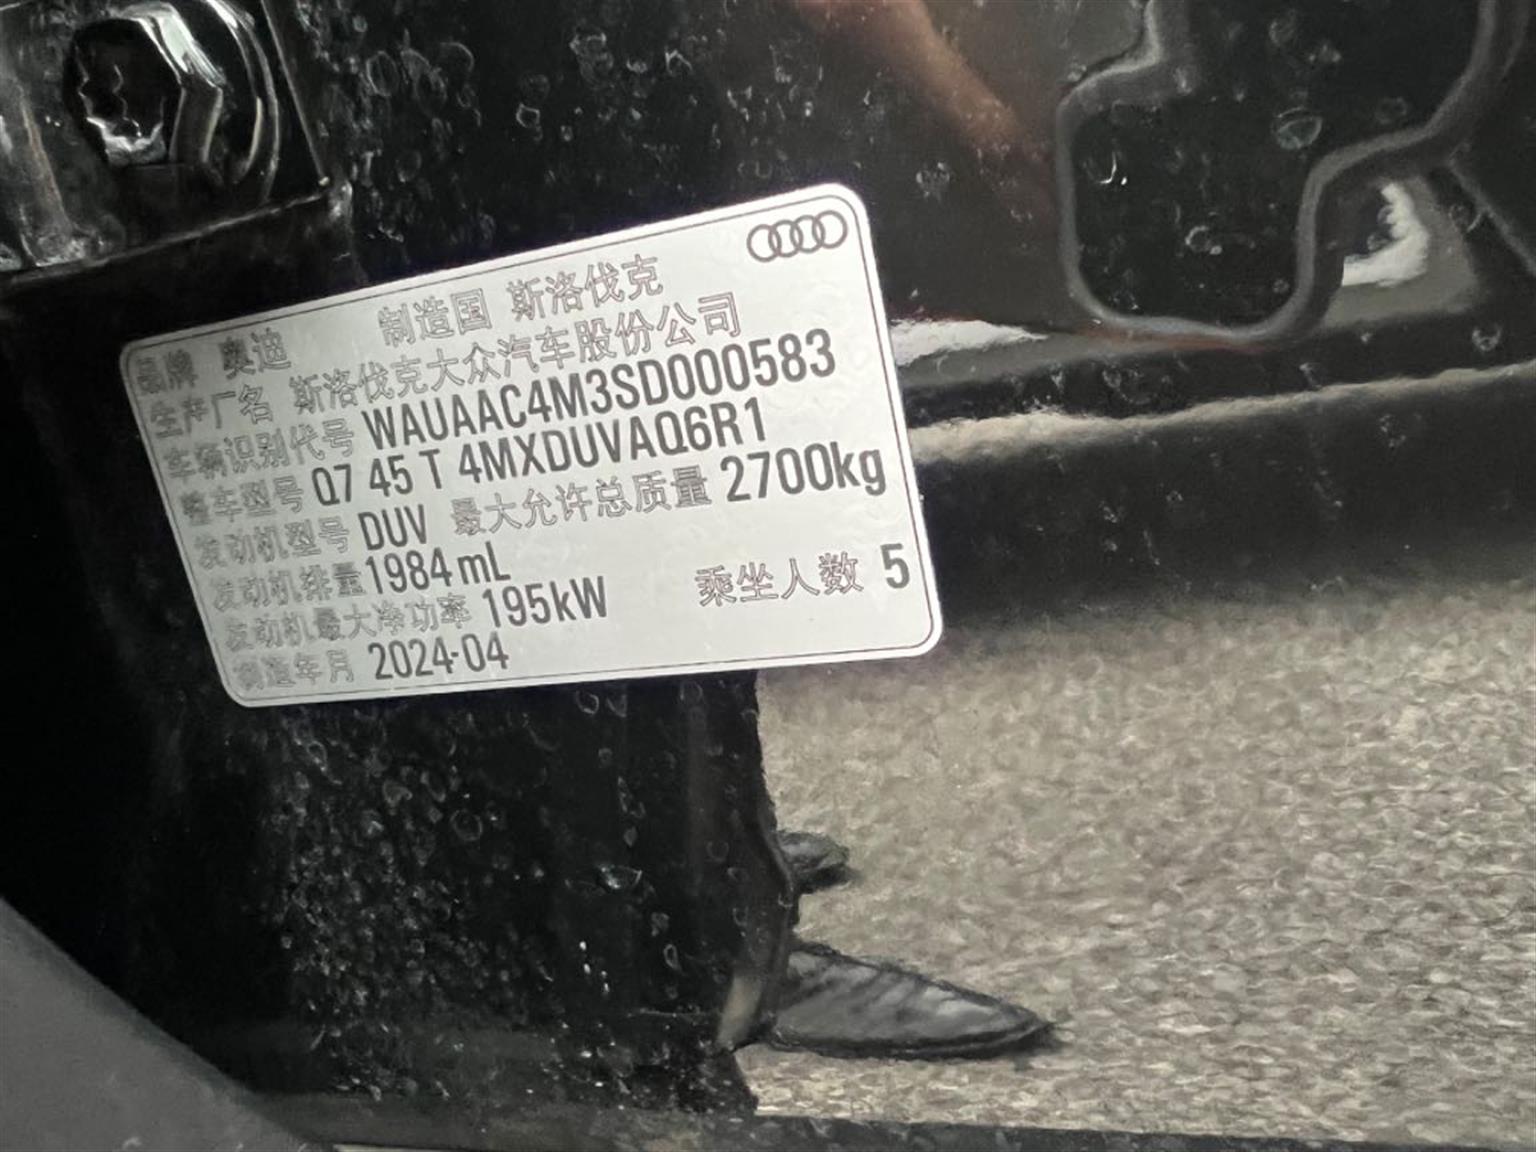 品牌 奥迪 制造国 斯洛伐克
生产厂名 斯洛伐克大众汽车股份公司
车辆识别代号 WAUAAC4M3SD000583
整车型号 Q7 45 T 4MXDUVAQ6R1
发动机型号 DUV 最大允许总质量 2700kg
发动机排量 1984mL
发动机最大净功率 195kW 乘坐人数 5
制造年月 2024-04